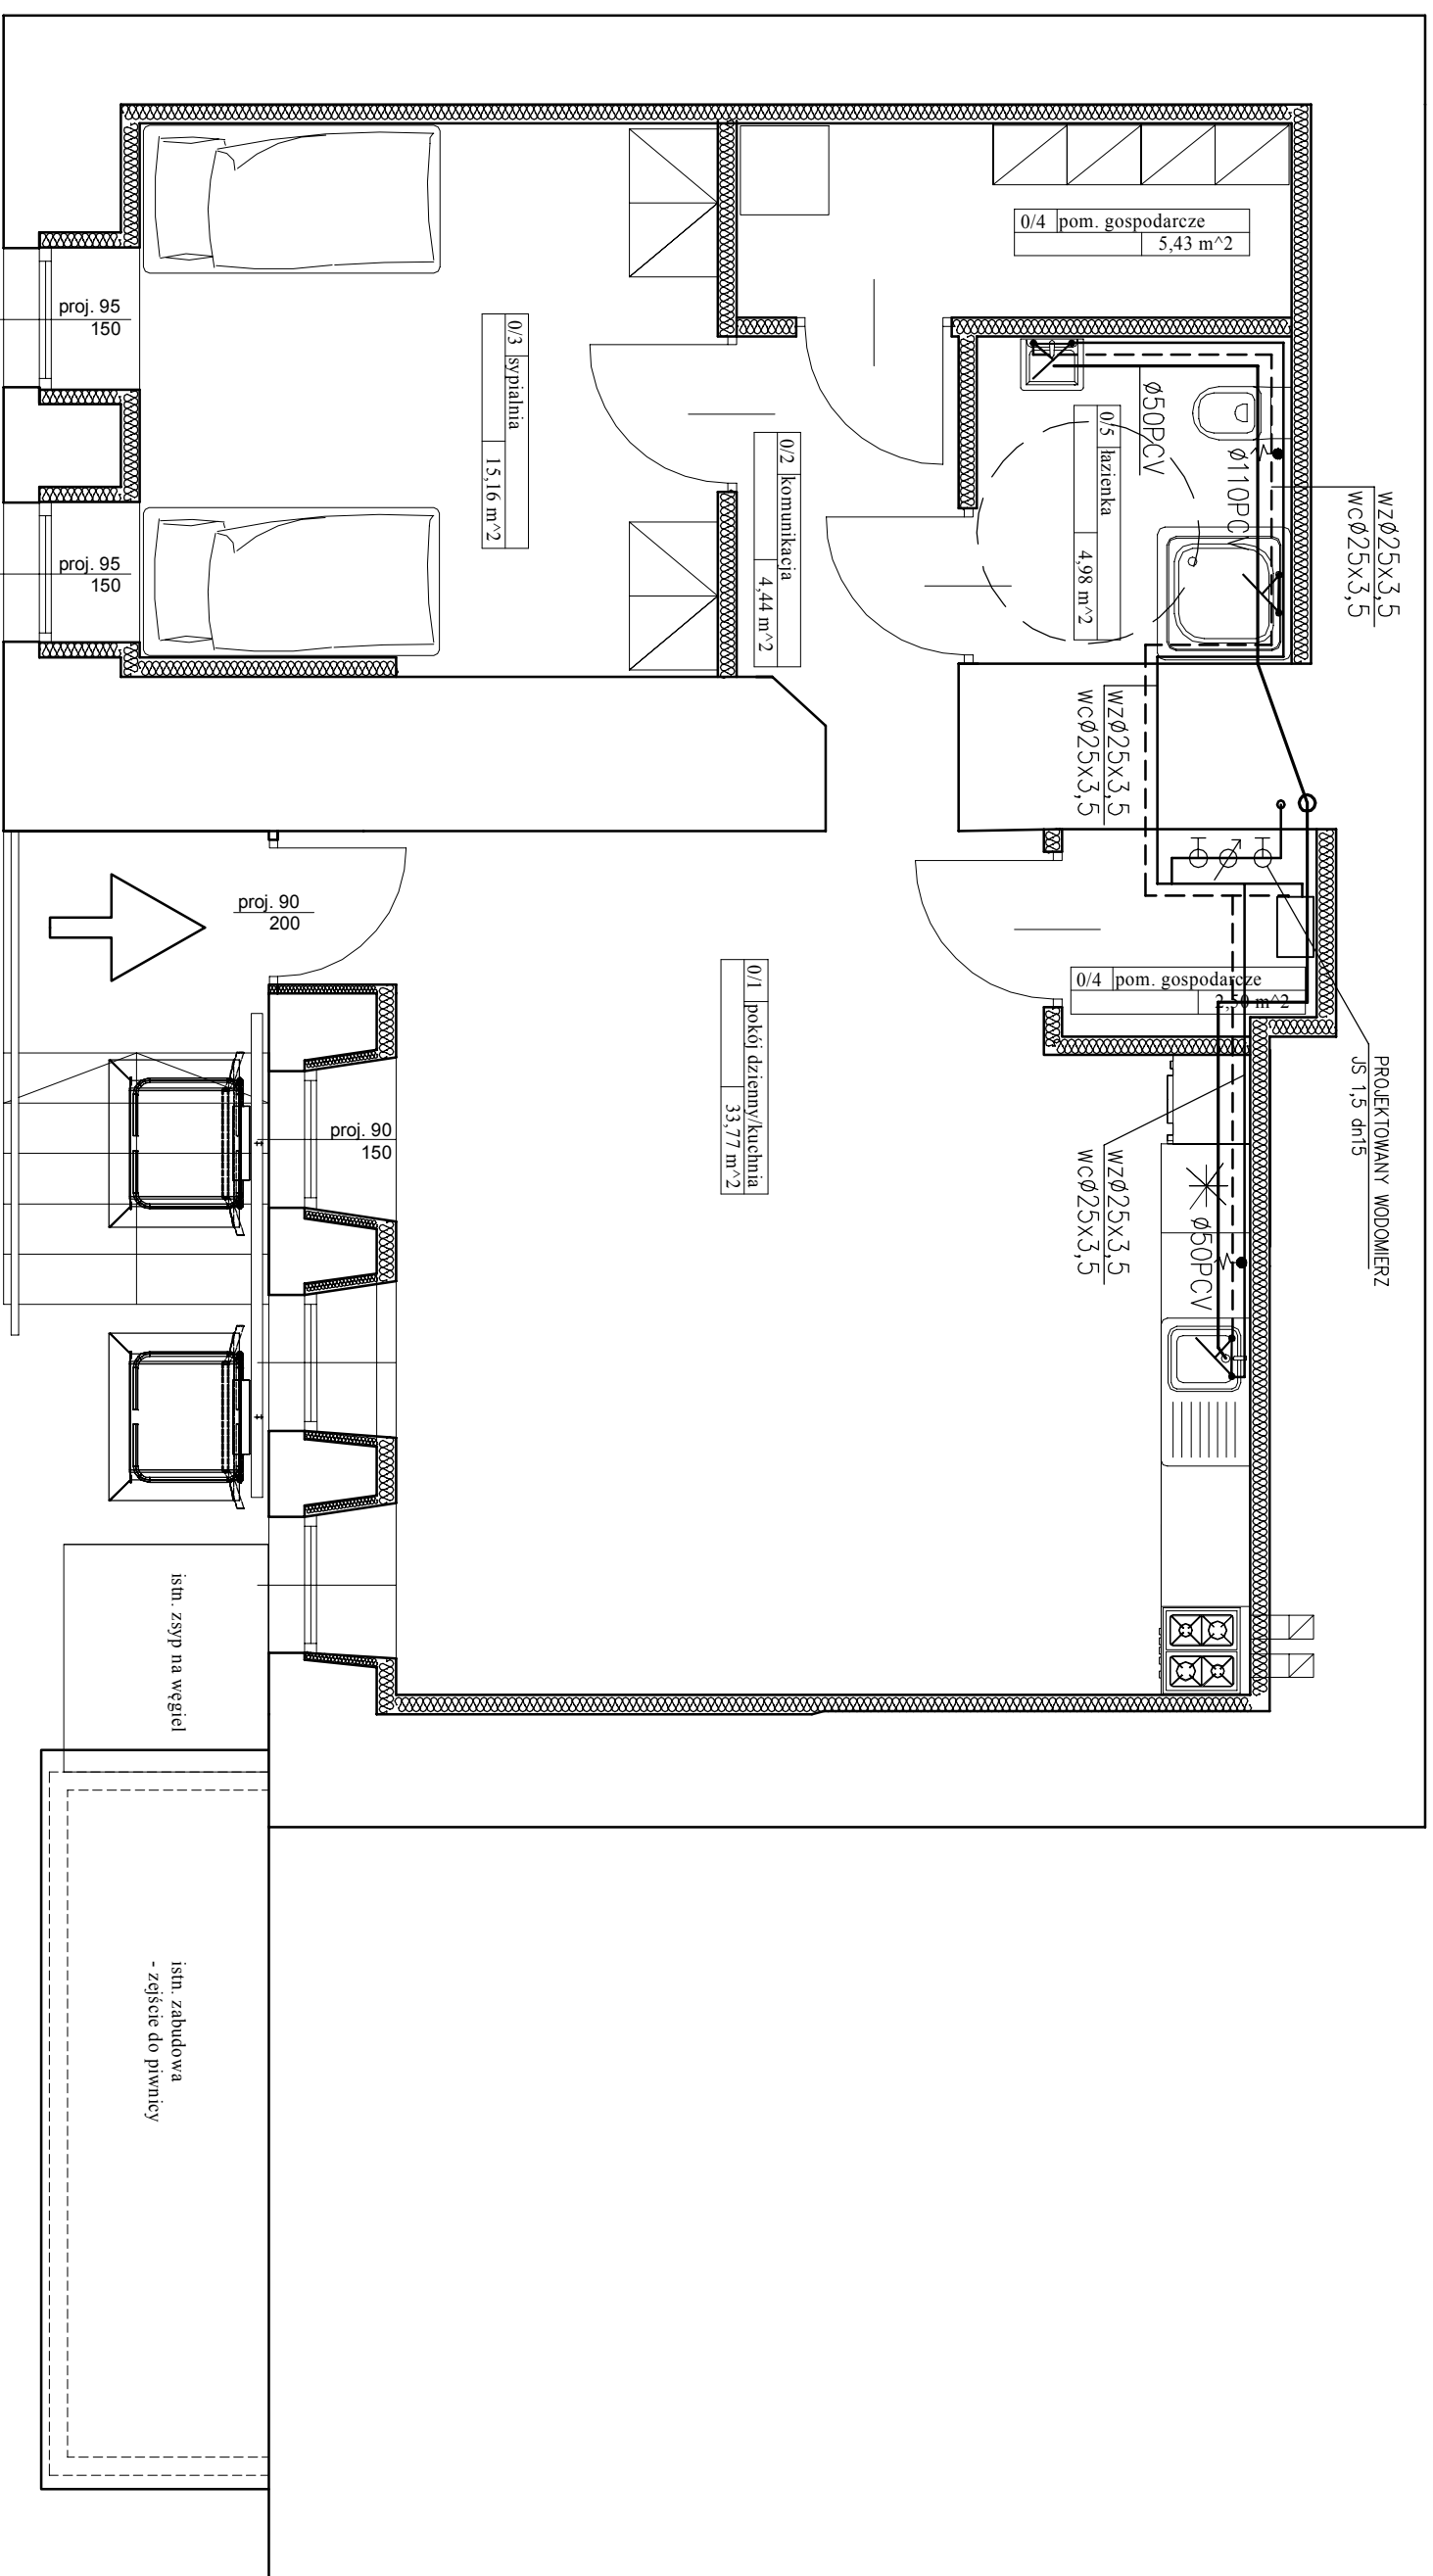 0/4 pom. gospodarcze
5,43 m^2
wzø25x3,5
wcø25x3,5
ø50PCV
ø110PCV
0/5 łazienka
4,98 m^2
proj. 95
150
0/3 sypialnia
15,16 m^2
0/2 komunikacja
4,44 m^2
proj. 95
150
wzø25x3,5
wcø25x3,5
proj. 90
200
0/1 pokój dzienny/kuchnia
33,77 m^2
0/4 pom. gospodarcze
2,50 m^2
PROJEKTOWANY WODOMIERZ
JS 1,5 dn15
proj. 90
150
wzø25x3,5
wcø25x3,5
ø50PCV
istn. zsyp na węgiel
istn. zabudowa
- zejście do piwnicy